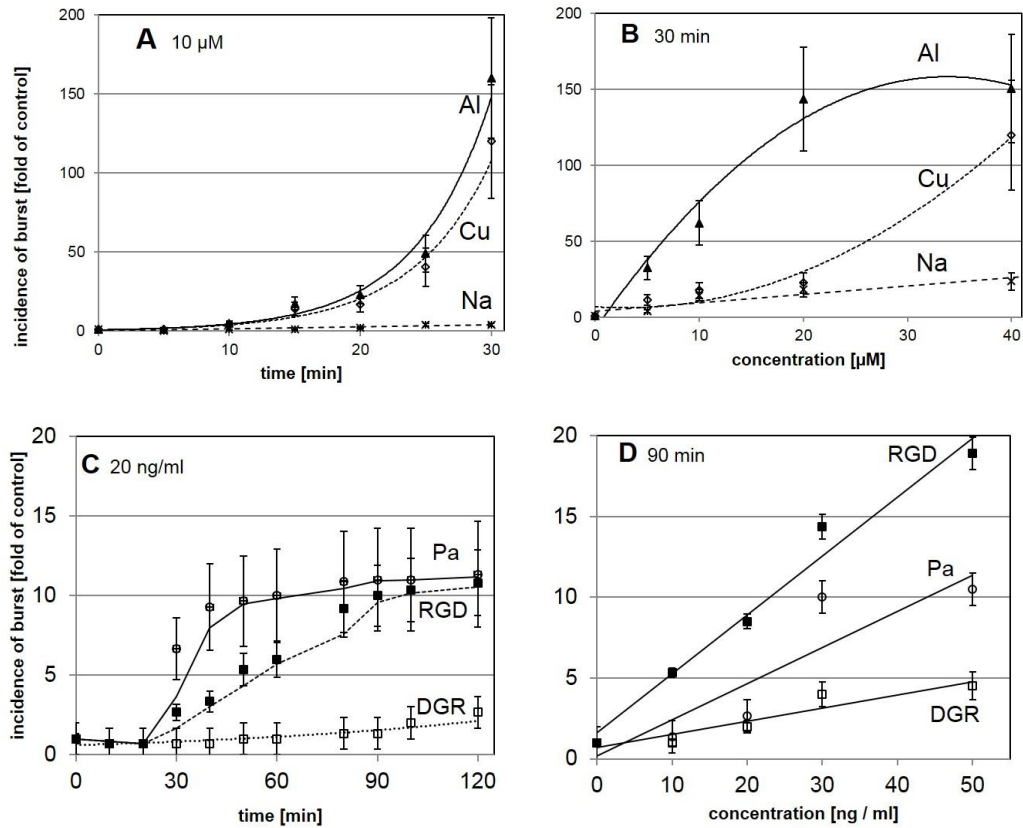 A 10 µM
incidence of burst [fold of control]
200
150
100
50
0
Al
Cu
Na
0 10 20 30
time [min]
B 30 min
200
150
100
50
0
Al
Cu
Na
0 10 20 30 40
concentration [µM]
C 20 ng/ml
incidence of burst [fold of control]
20
15
10
5
0
Pa
RGD
DGR
0 30 60 90 120
time [min]
D 90 min
20
15
10
5
0
RGD
Pa
DGR
0 10 20 30 40 50
concentration [ng / ml]